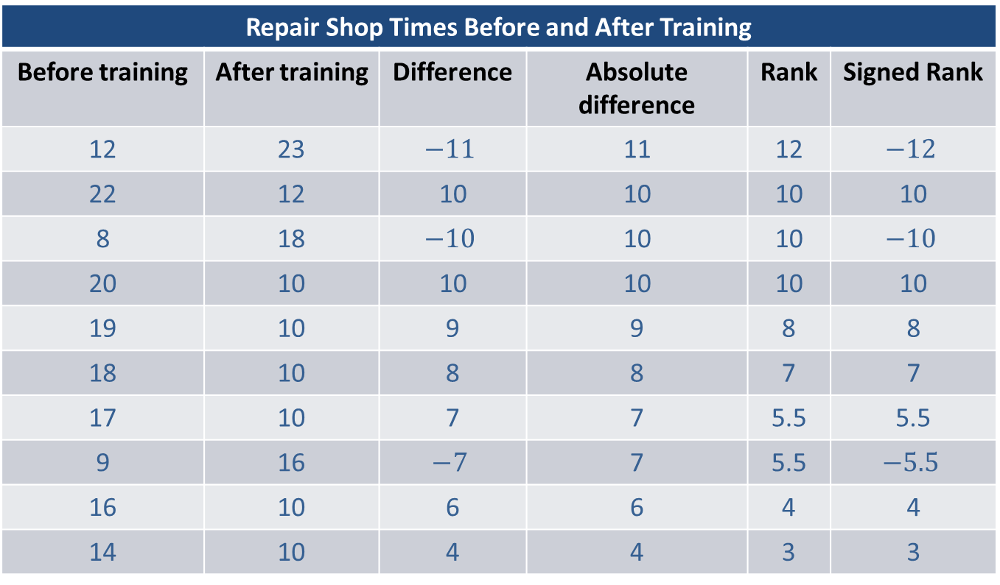 Repair Shop Times Before and After Training
Before training After training Difference Absolute difference Rank Signed Rank
12 23 −11 11 12 −12
22 12 10 10 10 10
8 18 −10 10 10 −10
20 10 10 10 10 10
19 10 9 9 8 8
18 10 8 8 7 7
17 10 7 7 5.5 5.5
9 16 −7 7 5.5 −5.5
16 10 6 6 4 4
14 10 4 4 3 3